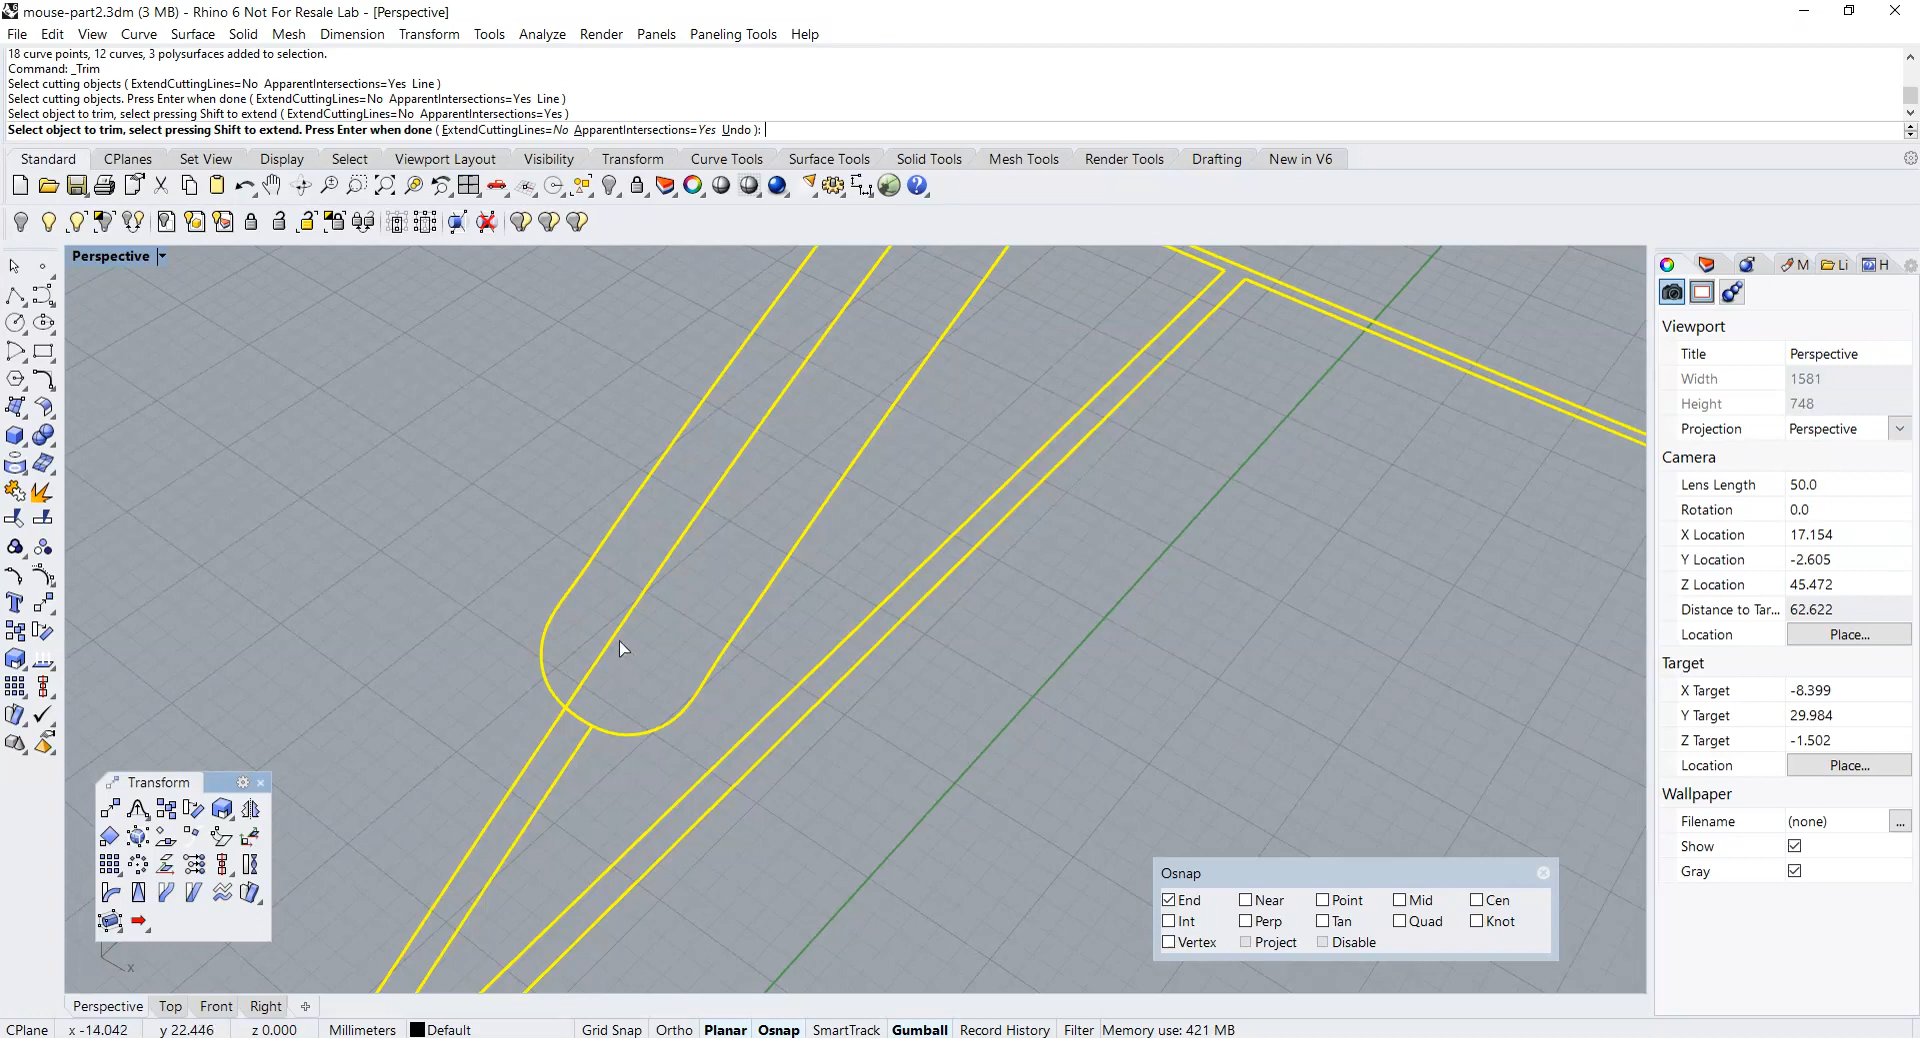 mouse-part2.3dm (3 MB) - Rhino 6 Not For Resale Lab - [Perspective]
File Edit View Curve Surface Solid Mesh Dimension Transform Tools Analyze Render Panels Paneling Tools Help
18 curve points, 12 curves, 3 polysurfaces added to selection.
Command: _Trim
Select cutting objects ( ExtendCuttingLines=No ApparentIntersections=Yes Line )
Select cutting objects. Press Enter when done ( ExtendCuttingLines=No ApparentIntersections=Yes Line )
Select object to trim, select pressing Shift to extend ( ExtendCuttingLines=No ApparentIntersections=Yes )
Select object to trim, select pressing Shift to extend. Press Enter when done ( ExtendCuttingLines=No ApparentIntersections=Yes Undo ):
Standard CPlanes Set View Display Select Viewport Layout Visibility Transform Curve Tools Surface Tools Solid Tools Mesh Tools Render Tools Drafting New in V6
Perspective
M Li H
Viewport
Title Perspective
Width 1581
Height 748
Projection Perspective
Camera
Lens Length 50.0
Rotation 0.0
X Location 17.154
Y Location -2.605
Z Location 45.472
Distance to Tar... 62.622
Location Place...
Target
X Target -8.399
Y Target 29.984
Z Target -1.502
Location Place...
Wallpaper
Filename (none) ...
Show
Gray
Transform
x
Osnap
End Near Point Mid Cen
Int Perp Tan Quad Knot
Vertex Project Disable
Perspective Top Front Right
CPlane x -14.042 y 22.446 z 0.000 Millimeters Default Grid Snap Ortho Planar Osnap SmartTrack Gumball Record History Filter Memory use: 421 MB